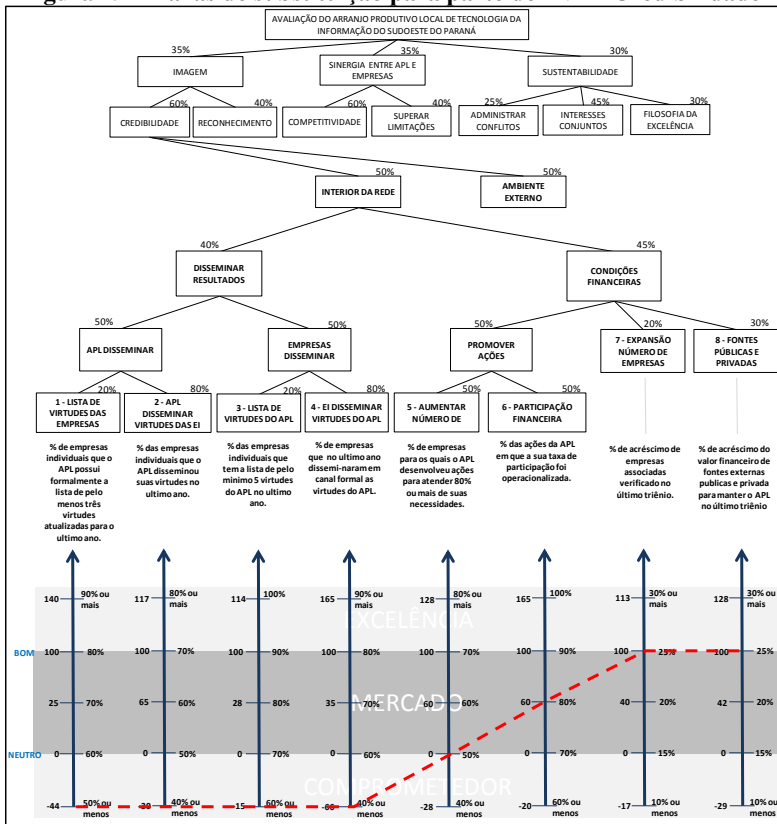 AVALIAÇÃO DO ARRANJO PRODUTIVO LOCAL DE TECNOLOGIA DA
INFORMAÇÃO DO SUDOESTE DO PARANÁ
35% 35% 30%
IMAGEM
SINERGIA ENTRE APL E
EMPRESAS
SUSTENTABILIDADE
60% 40% 60% 40% 25% 45% 30%
CREDIBILIDADE
RECONHECIMENTO
COMPETITIVIDADE
SUPERAR
LIMITAÇÕES
ADMINISTRAR
CONFLITOS
INTERESSES
CONJUNTOS
FILOSOFIA DA
EXCELÊNCIA
50% 50%
INTERIOR DA REDE
AMBIENTE
EXTERNO
40% 45%
DISSEMINAR
RESULTADOS
CONDIÇÕES
FINANCEIRAS
50% 50% 50% 20% 30%
APL DISSEMINAR
EMPRESAS
DISSEMINAR
PROMOVER
AÇÕES
7 - EXPANSÃO
NÚMERO DE
EMPRESAS
8 - FONTES
PÚBLICAS E
PRIVADAS
20% 80% 20% 80% 50% 50%
1 - LISTA DE
VIRTUDES DAS
EMPRESAS
2 - APL
DISSEMINAR
VIRTUDES DAS EI
3 - LISTA DE
VIRTUDES DO APL
4 - EI DISSEMINAR
VIRTUDES DO APL
5 - AUMENTAR
NÚMERO DE
6 - PARTICIPAÇÃO
FINANCEIRA
% de empresas
individuais que o
APL possui
formalmente a
lista de pelo
menos três
virtudes
atualizadas para o
ultimo ano.
% das empresas
individuais que o
APL disseminou
suas virtudes no
ultimo ano.
% das empresas
individuais que
tem a lista de pelo
mínimo 5 virtudes
do APL no ultimo
ano.
% de empresas
que no ultimo ano
dissemi-naram em
canal formal as
virtudes do APL.
% de empresas
para os quais o APL
desenvolveu ações
para atender 80%
ou mais de suas
necessidades.
% das ações da APL
em que a sua taxa de
participação foi
operacionalizada.
% de acréscimo de
empresas
associadas
verificado no
último triênio.
% de acréscimo do
valor financeiro de
fontes externas
publicas e privada
para manter o APL
no último triênio
140 90% ou mais 117 80% ou mais 114 100% 165 90% ou mais 128 80% ou mais 165 100% 113 30% ou mais 128 30% ou mais
EXCELÊNCIA
BOM 100 80% 100 70% 100 90% 100 80% 100 70% 100 90% 100 25% 100 25%
25 70% 65 60% 28 80% 35 70% 60 60% 60 80% 40 20% 42 20%
MERCADO
NEUTRO 0 60% 0 50% 0 70% 0 60% 0 50% 0 70% 0 15% 0 15%
COMPROMETEDOR
-44 50% ou menos 40% ou menos -15 60% ou menos 40% ou menos -28 40% ou menos -20 60% ou menos -17 10% ou menos -29 10% ou menos